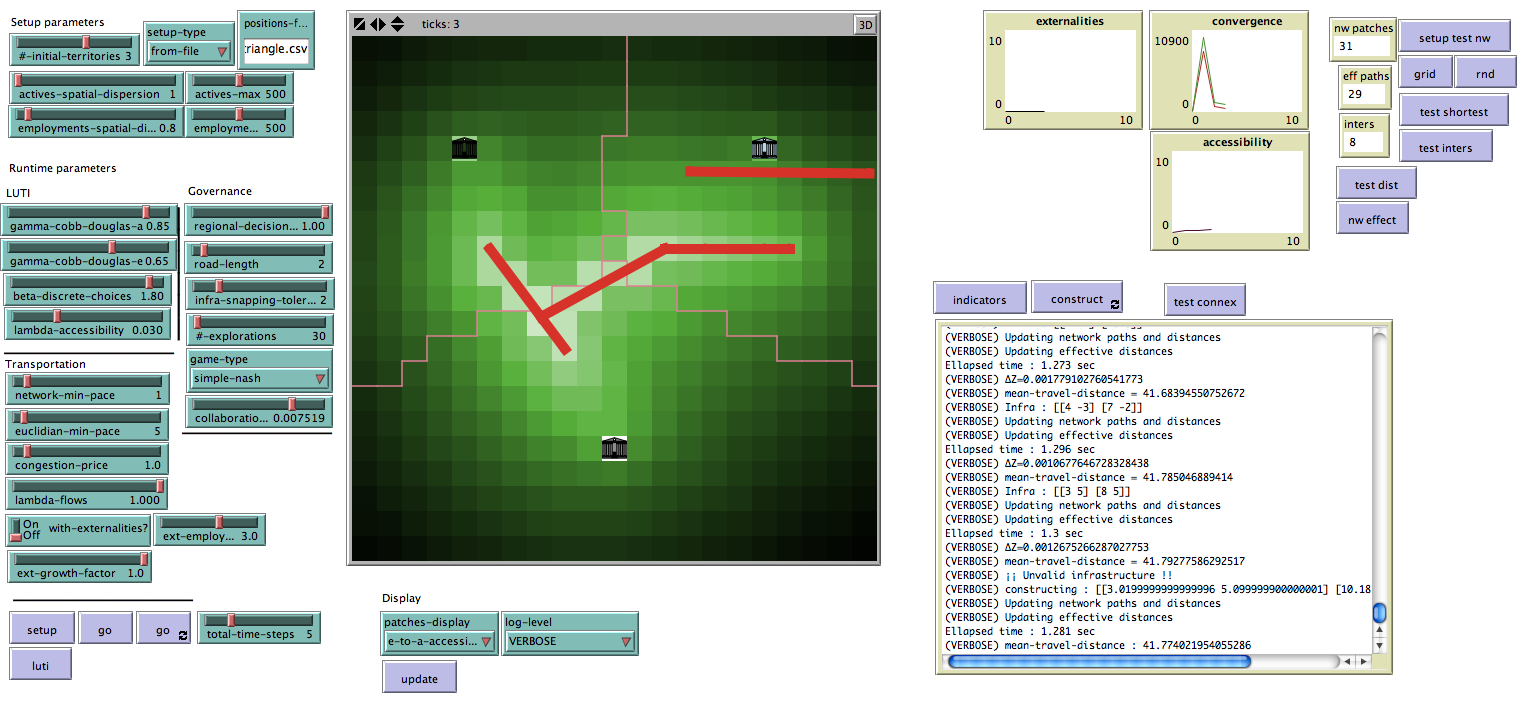 Setup parameters
#-initial-territories 3
setup-type
from-file
positions-f...
:riangle.csv
actives-spatial-dispersion 1
actives-max 500
employments-spatial-di... 0.8
employme... 500
Runtime parameters
LUTI
gamma-cobb-douglas-a 0.85
gamma-cobb-douglas-e 0.65
beta-discrete-choices 1.80
lambda-accessibility 0.030
Governance
regional-decision... 1.00
road-length 2
infra-snapping-toler... 2
#-explorations 30
game-type
simple-nash
collaboratio... 0.007519
Transportation
network-min-pace 1
euclidian-min-pace 5
congestion-price 1.0
lambda-flows 1.000
On
Off
with-externalities?
ext-employ... 3.0
ext-growth-factor 1.0
setup
go
go
total-time-steps 5
luti
ticks: 3
3D
Display
patches-display
e-to-a-accessi...
log-level
VERBOSE
update
externalities
10
0
0
10
convergence
10900
0
0
10
accessibility
10
0
0
10
nw patches
31
eff paths
29
inters
8
setup test nw
grid
rnd
test shortest
test inters
test dist
nw effect
indicators
construct
test connex
(VERBOSE) Updating network paths and distances
(VERBOSE) Updating effective distances
Ellapsed time : 1.273 sec
(VERBOSE) ΔZ=0.001779102760541773
(VERBOSE) mean-travel-distance = 41.68394550752672
(VERBOSE) Infra : [[4 -3] [7 -2]]
(VERBOSE) Updating network paths and distances
(VERBOSE) Updating effective distances
Ellapsed time : 1.296 sec
(VERBOSE) ΔZ=0.0010677646728328438
(VERBOSE) mean-travel-distance = 41.785046889414
(VERBOSE) Infra : [[3 5] [8 5]]
(VERBOSE) Updating network paths and distances
(VERBOSE) Updating effective distances
Ellapsed time : 1.3 sec
(VERBOSE) ΔZ=0.0012675266287027753
(VERBOSE) mean-travel-distance = 41.79277586292517
(VERBOSE) ¡¡ Unvalid infrastructure !!
(VERBOSE) constructing : [[3.0199999999999996 5.099999900000001] [10.18
(VERBOSE) Updating network paths and distances
(VERBOSE) Updating effective distances
Ellapsed time : 1.281 sec
(VERBOSE) mean-travel-distance : 41.774021954055286